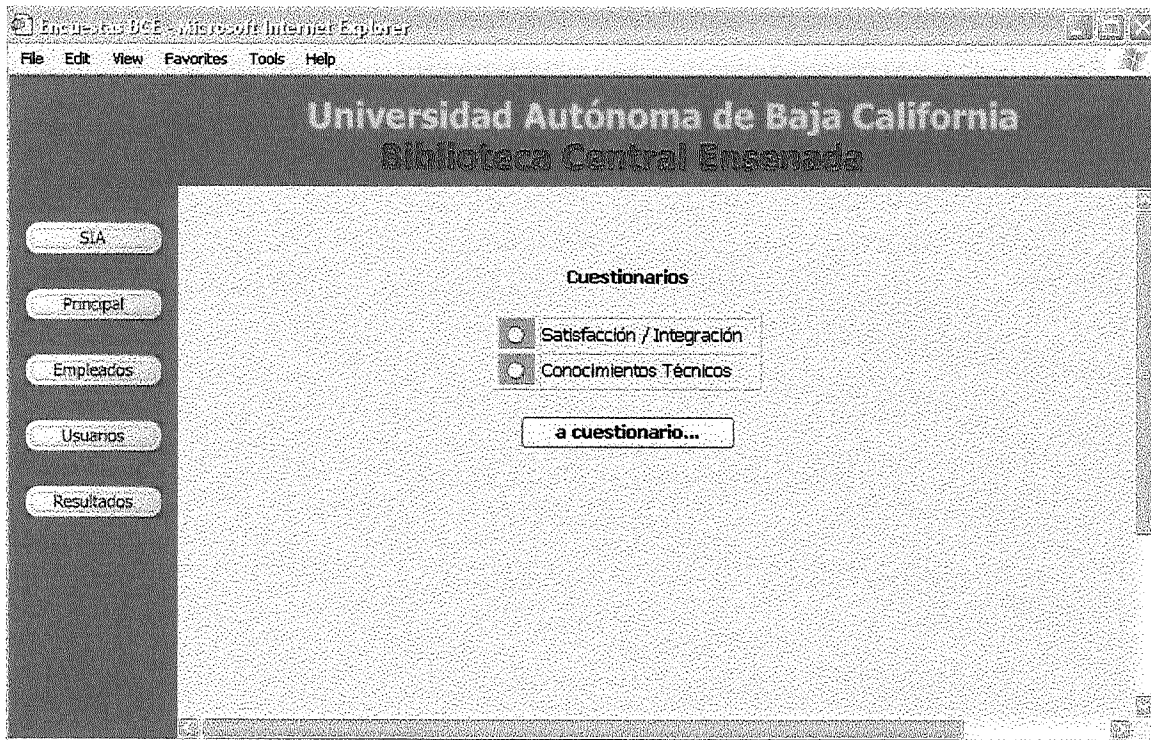 Encuestas BCE - Microsoft Internet Explorer
File Edit View Favorites Tools Help
Universidad Autónoma de Baja California
Biblioteca Central Ensenada
SIA
Principal
Empleados
Usuarios
Resultados
Cuestionarios
Satisfacción / Integración
Conocimientos Técnicos
a cuestionario...